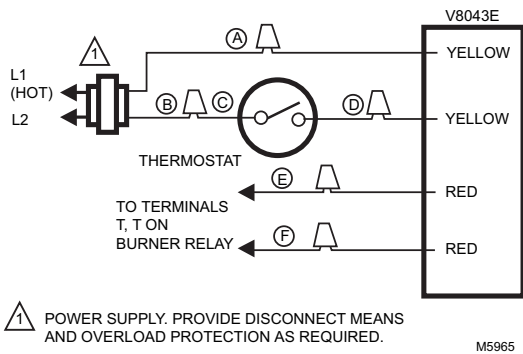 V8043E
1
A
YELLOW
L1
(HOT)
B
C
D
L2
YELLOW
THERMOSTAT
E
RED
TO TERMINALS
T, T ON
BURNER RELAY
F
RED
1
POWER SUPPLY. PROVIDE DISCONNECT MEANS
AND OVERLOAD PROTECTION AS REQUIRED.
M5965